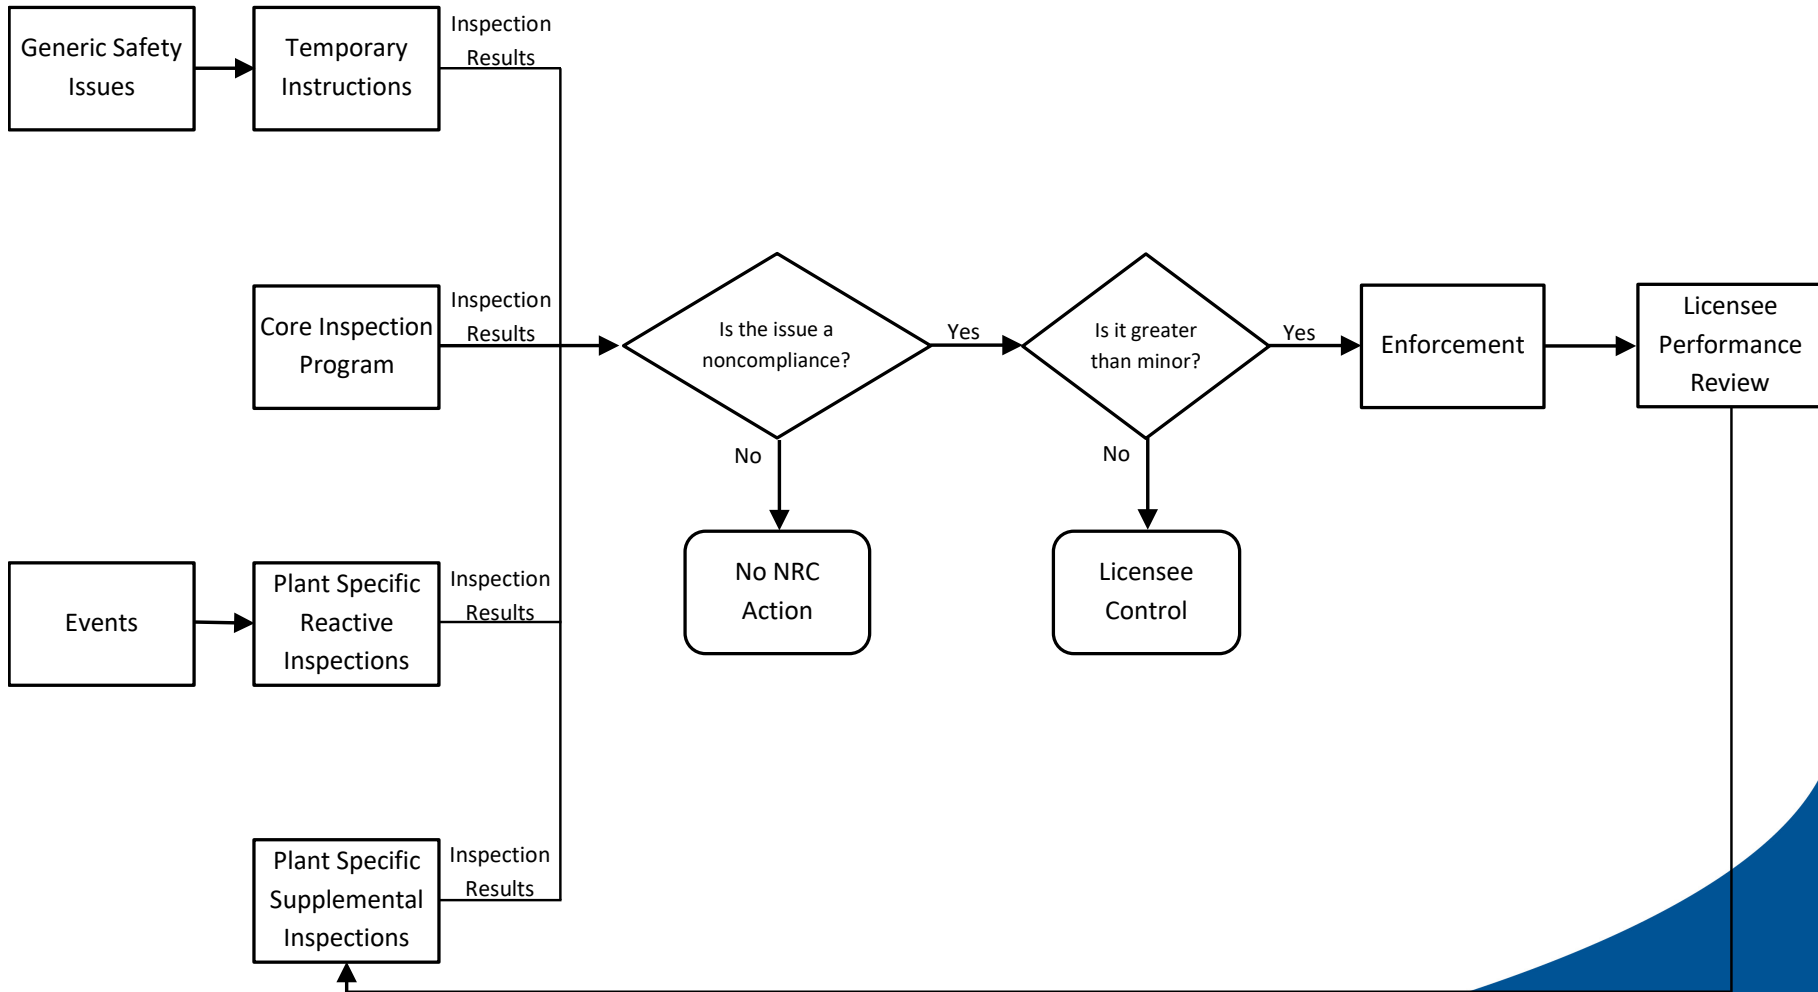 Generic Safety
Issues
Temporary
Instructions
Inspection
Results
Core Inspection
Program
Inspection
Results
Is the issue a
noncompliance?
Yes
Is it greater
than minor?
Yes
Enforcement
Licensee
Performance
Review
No
No
No NRC
Action
Licensee
Control
Events
Plant Specific
Reactive
Inspections
Inspection
Results
Plant Specific
Supplemental
Inspections
Inspection
Results